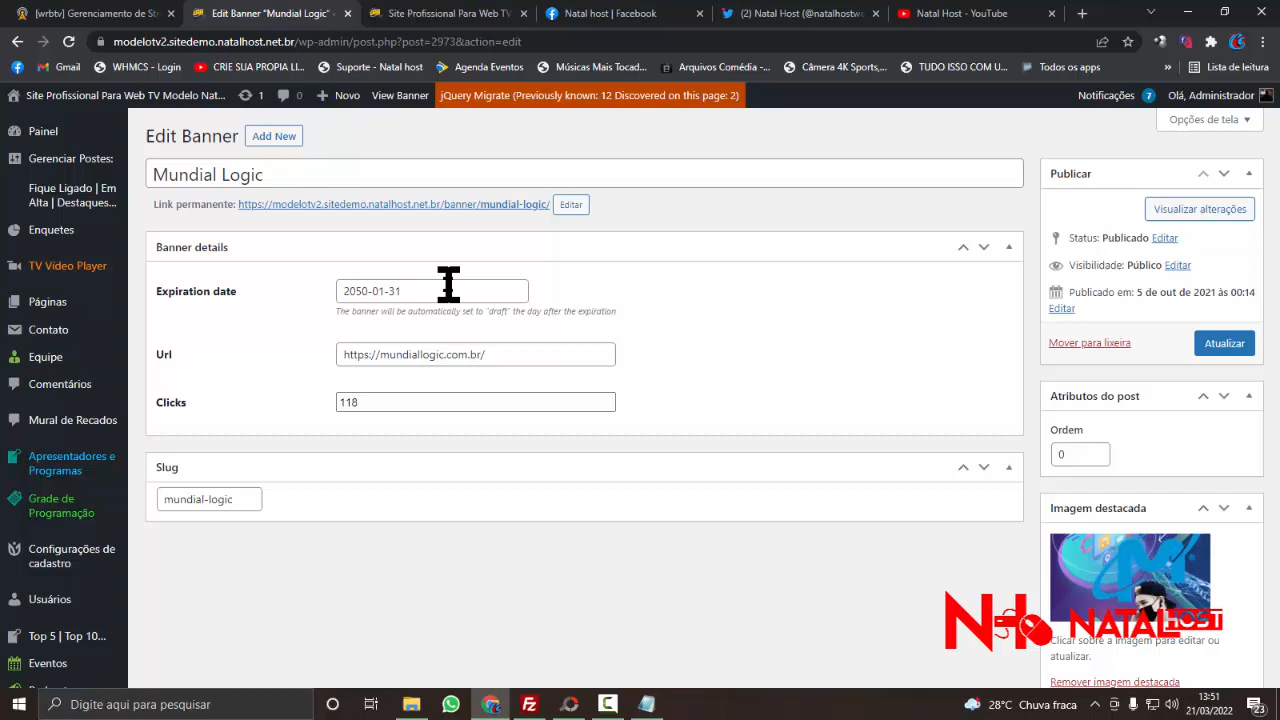 (wrbtv) Gerenciamento de Str
Edit Banner “Mundial Logic” ‹
Site Profissional Para Web TV M
Natal host | Facebook
(2) Natal Host (@natalhostwe
Natal Host - YouTube
modelotv2.sitedemo.natalhost.net.br/wp-admin/post.php?post=2973&action=edit
Gmail
WHMCS - Login
CRIE SUA PROPIA LI...
Suporte - Natal host
Agenda Eventos
Músicas Mais Tocad...
Arquivos Comédia -...
Câmera 4K Sports,...
TUDO ISSO COM U...
Todos os apps
»
Lista de leitura
Site Profissional Para Web TV Modelo Nat...
1
0
Novo
View Banner
jQuery Migrate (Previously known: 12 Discovered on this page: 2)
Notificações 7
Olá, Administrador
Painel
Gerenciar Postes:
Fique Ligado | Em
Alta | Destaques...
Enquetes
TV Vídeo Player
Páginas
Contato
Equipe
Comentários
Mural de Recados
Apresentadores e
Programas
Grade de
Programação
Configurações de
cadastro
Usuários
Top 5 | Top 10...
Eventos
Opções de tela
Edit Banner
Add New
Mundial Logic
Link permanente: https://modelotv2.sitedemo.natalhost.net.br/banner/mundial-logic/ Editar
Banner details
Expiration date
2050-01-31
The banner will be automatically set to "draft" the day after the expiration
Url
https://mundiallogic.com.br/
Clicks
118
Slug
mundial-logic
Publicar
Visualizar alterações
Status: Publicado Editar
Visibilidade: Público Editar
Publicado em: 5 de out de 2021 às 00:14
Editar
Mover para lixeira
Atualizar
Atributos do post
Ordem
0
Imagem destacada
NH NATAL HOST
Clicar sobre a imagem para editar ou
atualizar.
Remover imagem destacada
Digite aqui para pesquisar
28°C Chuva fraca
13:51
21/03/2022
23